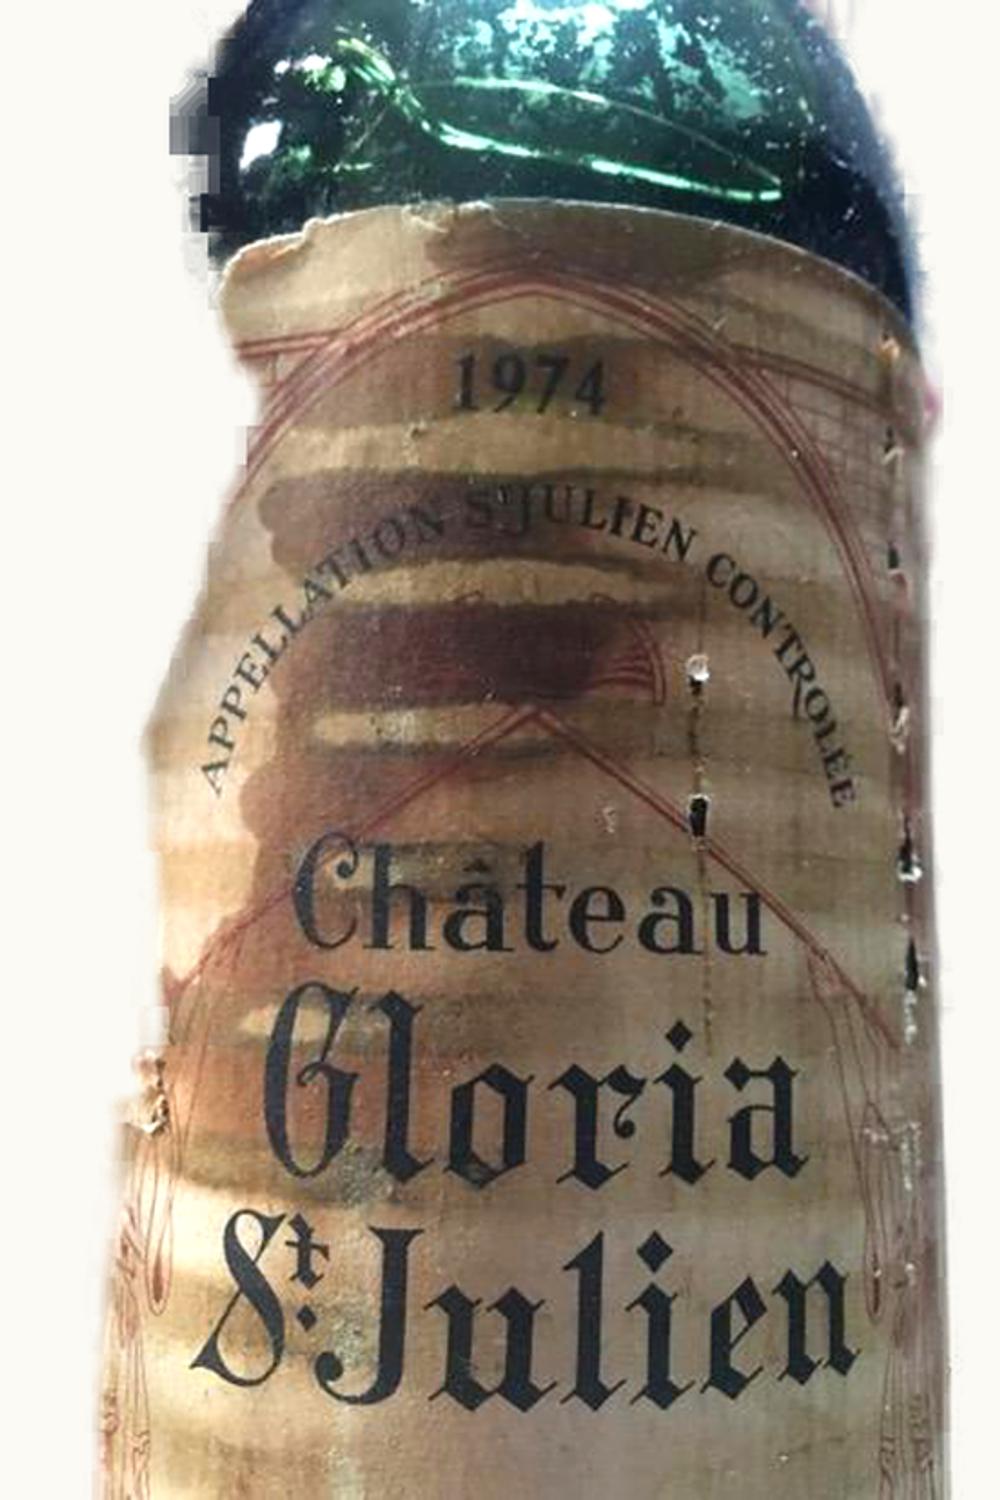 1974
APPELLATION St JULIEN CONTROLÉE
Château
Gloria
St Julien